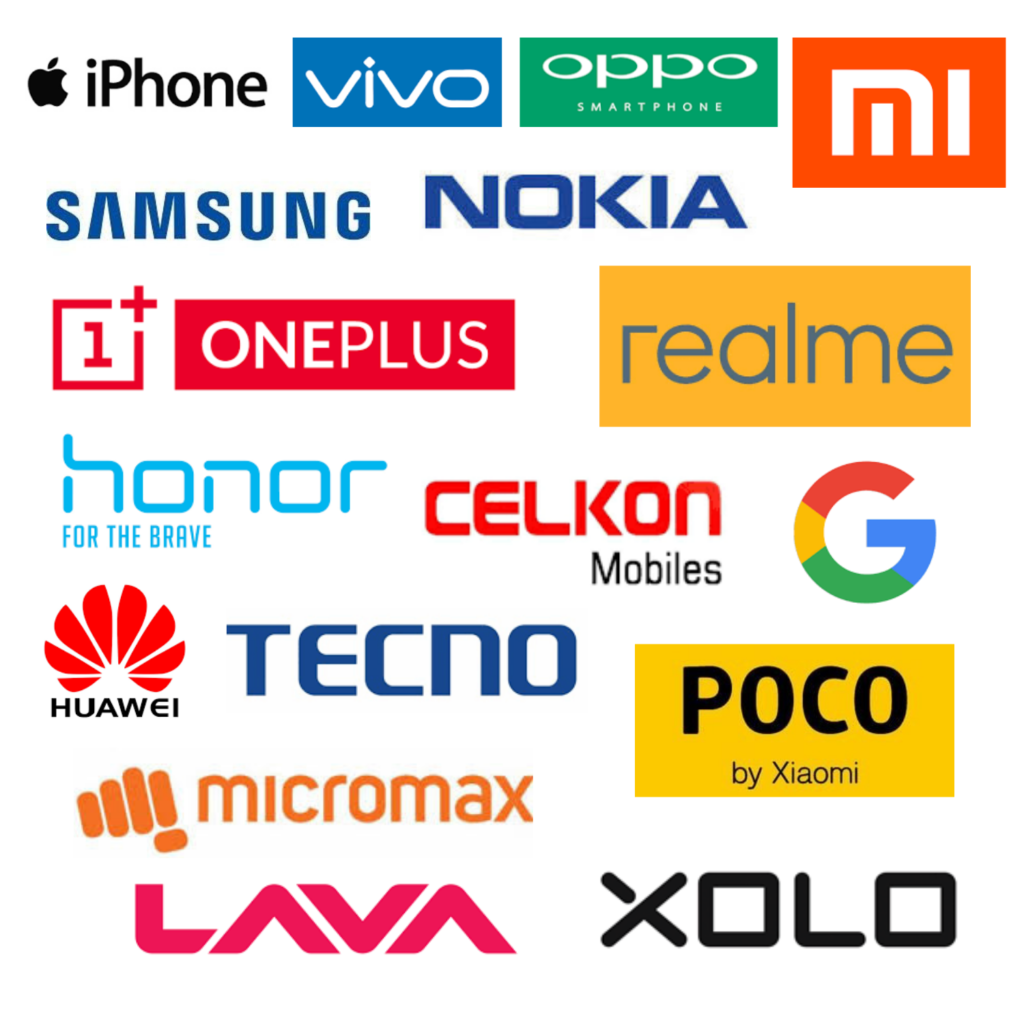 iPhone
vivo
oppo
SMARTPHONE
mi
SAMSUNG
NOKIA
1+ ONEPLUS
realme
honor
FOR THE BRAVE
CELKON
Mobiles
G
HUAWEI
TECNO
POCO
by Xiaomi
micromax
LAVA
XOLO